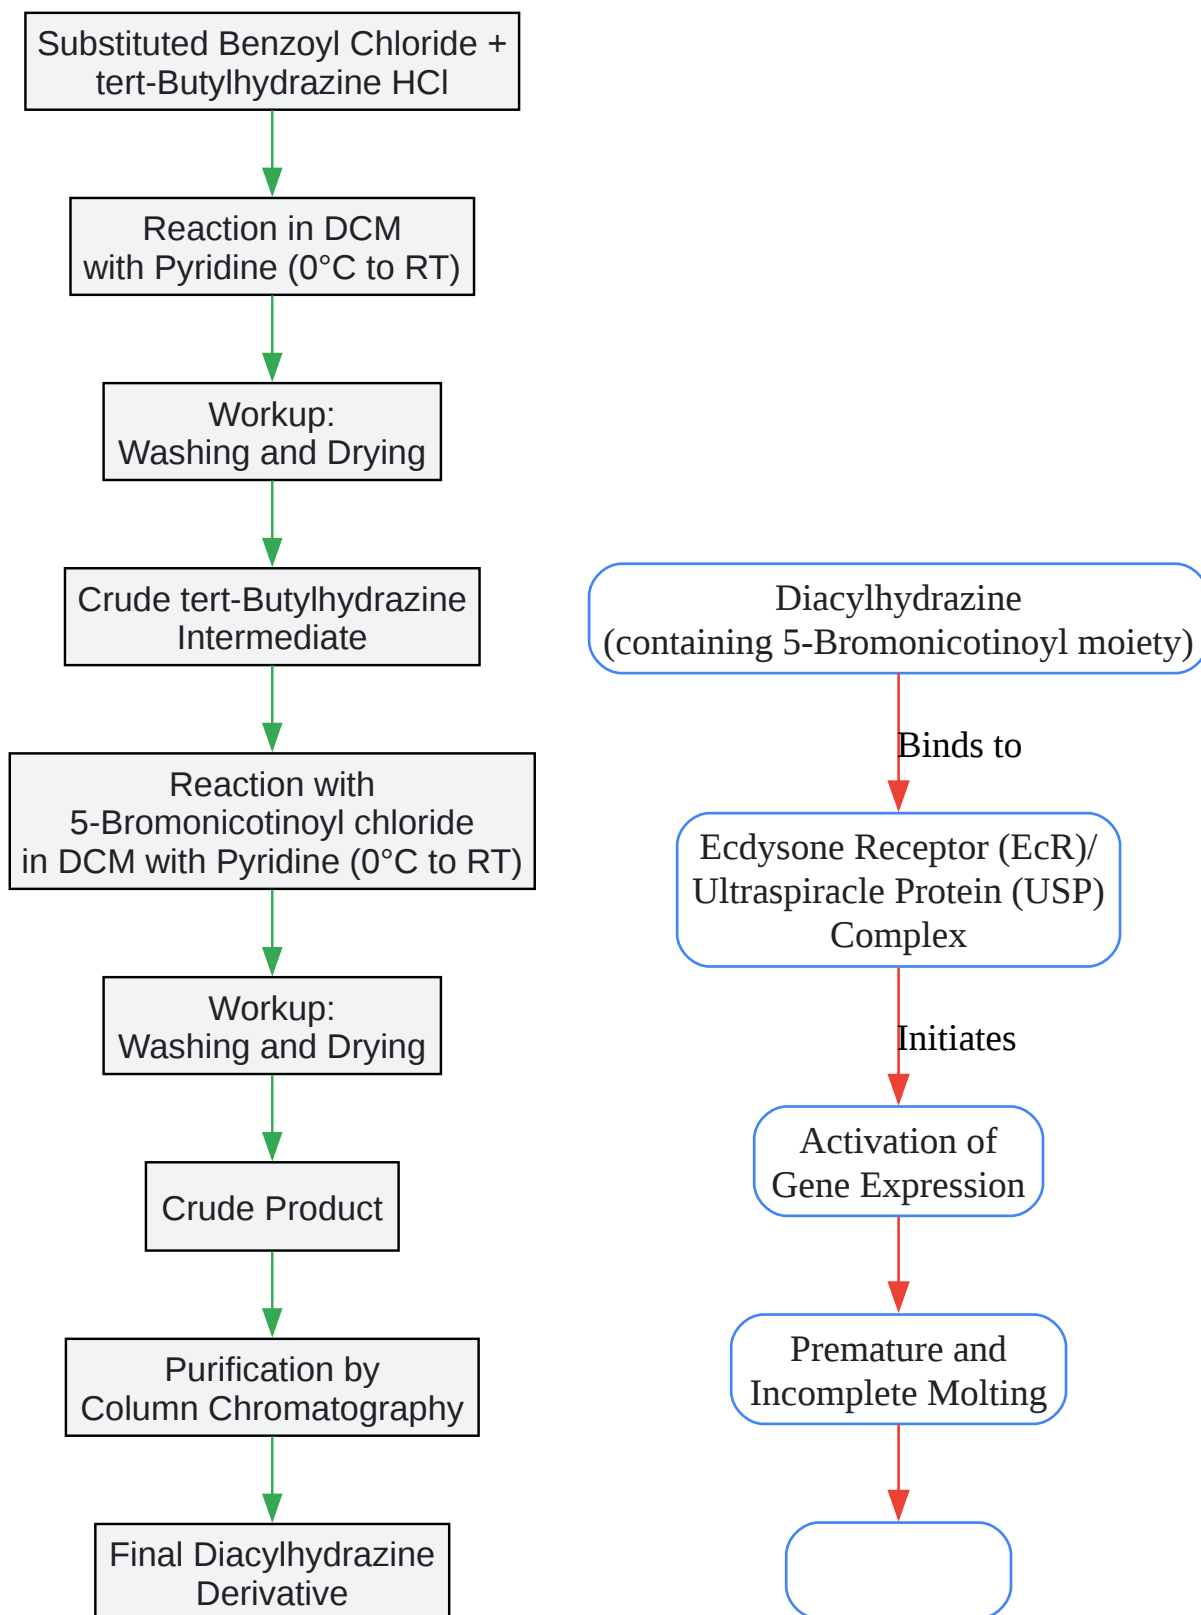 Substituted Benzoyl Chloride +
tert-Butylhydrazine HCl
Reaction in DCM
with Pyridine (0°C to RT)
Workup:
Washing and Drying
Crude tert-Butylhydrazine
Intermediate
Reaction with
5-Bromonicotinoyl chloride
in DCM with Pyridine (0°C to RT)
Workup:
Washing and Drying
Crude Product
Purification by
Column Chromatography
Final Diacylhydrazine
Derivative
Diacylhydrazine
(containing 5-Bromonicotinoyl moiety)
Binds to
Ecdysone Receptor (EcR)/
Ultraspiracle Protein (USP)
Complex
Initiates
Activation of
Gene Expression
Premature and
Incomplete Molting